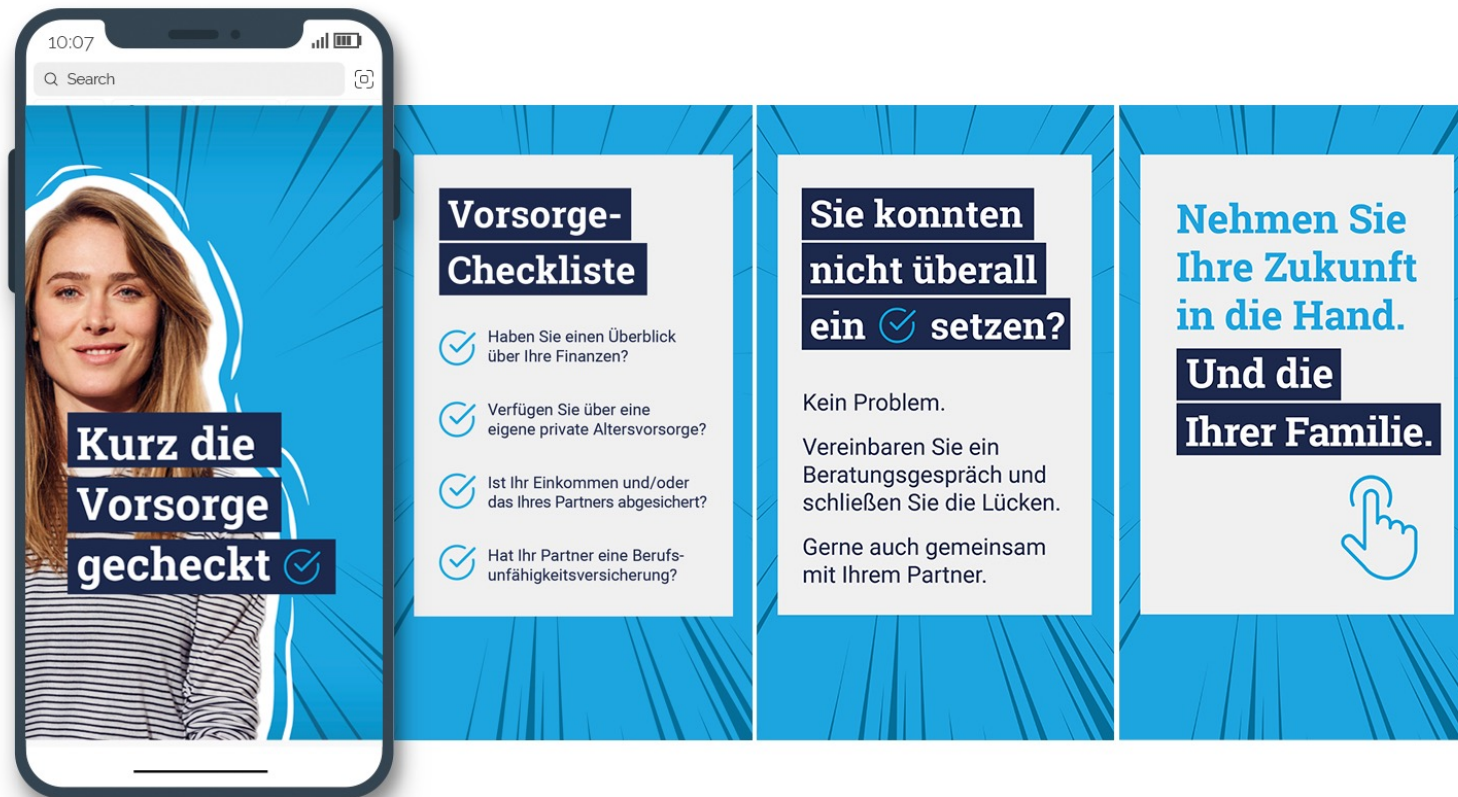 10:07
Search
Kurz die
Vorsorge
gecheckt
Vorsorge-
Checkliste
Haben Sie einen Überblick
über Ihre Finanzen?
Verfügen Sie über eine
eigene private Altersvorsorge?
Ist Ihr Einkommen und/oder
das Ihres Partners abgesichert?
Hat Ihr Partner eine Berufs-
unfähigkeitsversicherung?
Sie konnten
nicht überall
ein setzen?
Kein Problem.
Vereinbaren Sie ein
Beratungsgespräch und
schließen Sie die Lücken.
Gerne auch gemeinsam
mit Ihrem Partner.
Nehmen Sie
Ihre Zukunft
in die Hand.
Und die
Ihrer Familie.